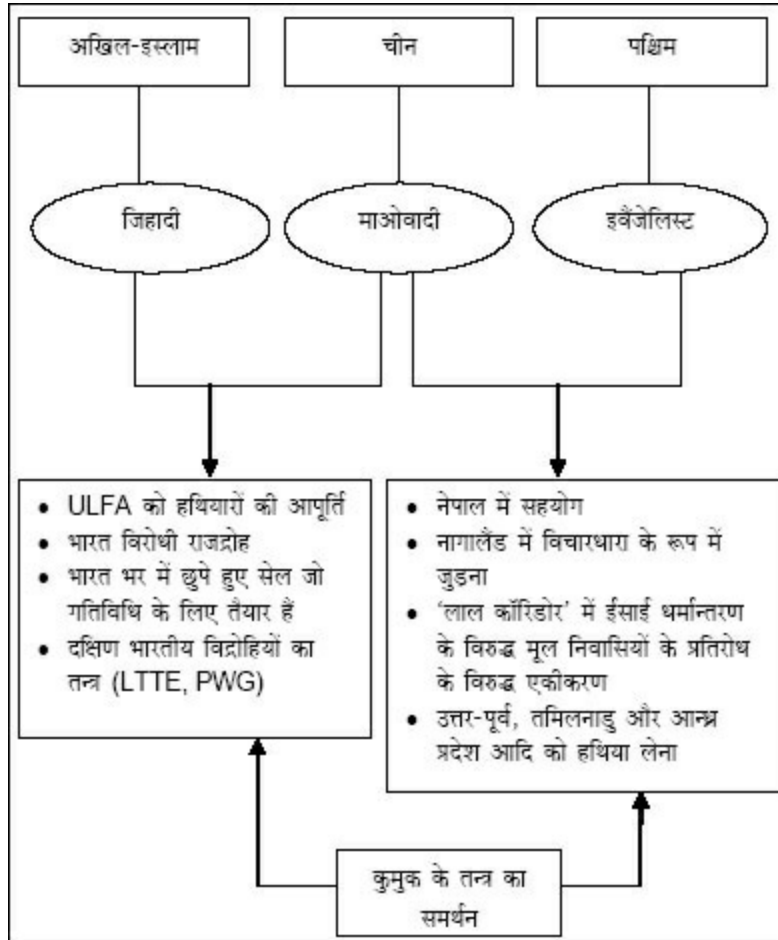 अखिल-इस्लाम
चीन
पश्चिम
जिहादी
माओवादी
इवैंजेलिस्ट
• ULFA को हथियारों की आपूर्ति
• भारत विरोधी राजद्रोह
• भारत भर में छुपे हुए सेल जो
गतिविधि के लिए तैयार हैं
• दक्षिण भारतीय विद्रोहियों का
तन्त्र (LTTE, PWG)
• नेपाल में सहयोग
• नागालैंड में विचारधारा के रूप में
जुडना
• ‘लाल कॉरिडोर’ में ईसाई धर्मान्तरण
के विरुद्ध मूल निवासियों के प्रतिरोध
के विरुद्ध एकीकरण
• उत्तर-पूर्व, तमिलनाडु और आन्ध्र
प्रदेश आदि को हथिया लेना
कुमुक के तन्त्र का
समर्थन